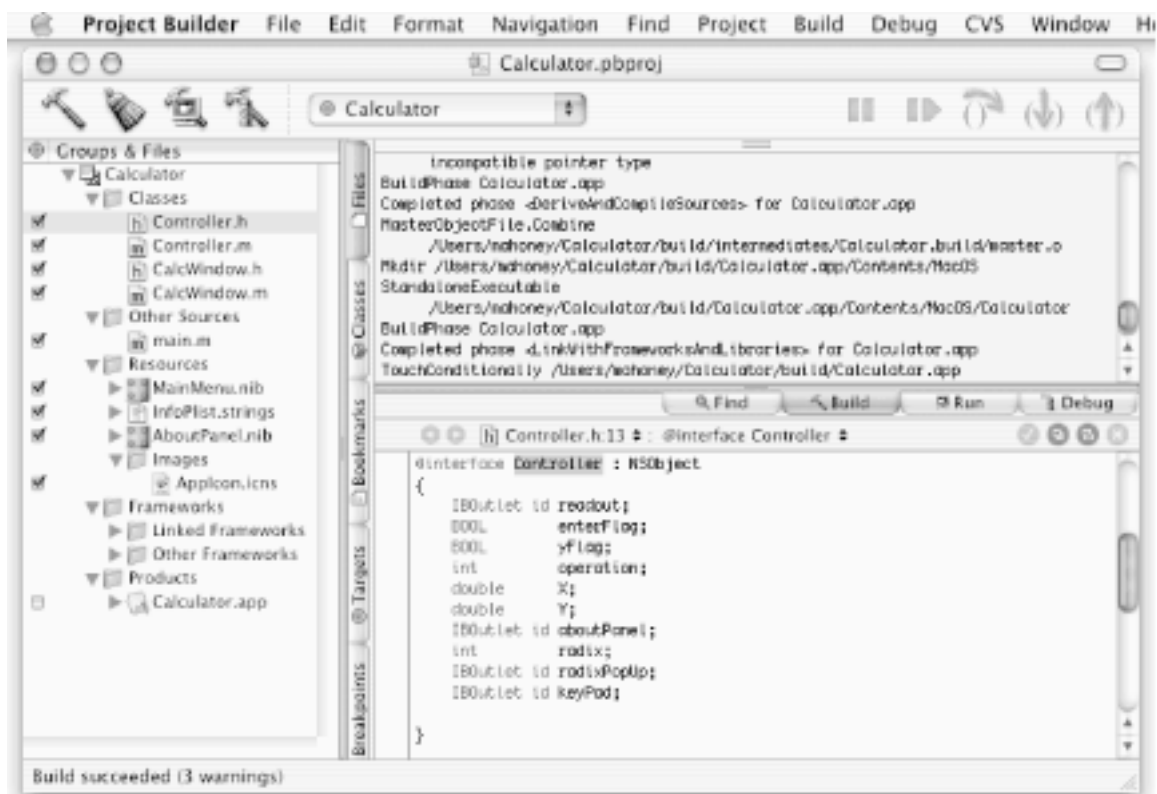 Project Builder File Edit Format Navigation Find Project Build Debug CVS Window
Calculator.pbproj
Calculator
Groups & Files
Calculator
Classes
Controller.h
Controller.m
CalcWindow.h
CalcWindow.m
Other Sources
main.m
Resources
MainMenu.nib
InfoPlist.strings
AboutPanel.nib
Images
AppIcon.icns
Frameworks
Linked Frameworks
Other Frameworks
Products
Calculator.app
Files
Classes
Bookmarks
Targets
Breakpoints
incompatible pointer type
BuildPhase Calculator.app
Completed phase <DeriveAndCompileSources> for Calculator.app
MasterObjectFile.Combine
/Users/mahoney/Calculator/build/intermediates/Calculator.build/master.o
Mkdir /Users/mahoney/Calculator/build/Calculator.app/Contents/MacOS
StandaloneExecutable
/Users/mahoney/Calculator/build/Calculator.app/Contents/MacOS/Calculator
BuildPhase Calculator.app
Completed phase <LinkWithFrameworksAndLibraries> for Calculator.app
TouchConditionally /Users/mahoney/Calculator/build/Calculator.app
Find Build Run Debug
h Controller.h:13 : @interface Controller
@interface Controller : NSObject
{
IBOutlet id readout;
BOOL enterFlag;
BOOL yFlag;
int operation;
double X;
double Y;
IBOutlet id aboutPanel;
int radix;
IBOutlet id radixPopUp;
IBOutlet id keyPad;
}
Build succeeded (3 warnings)